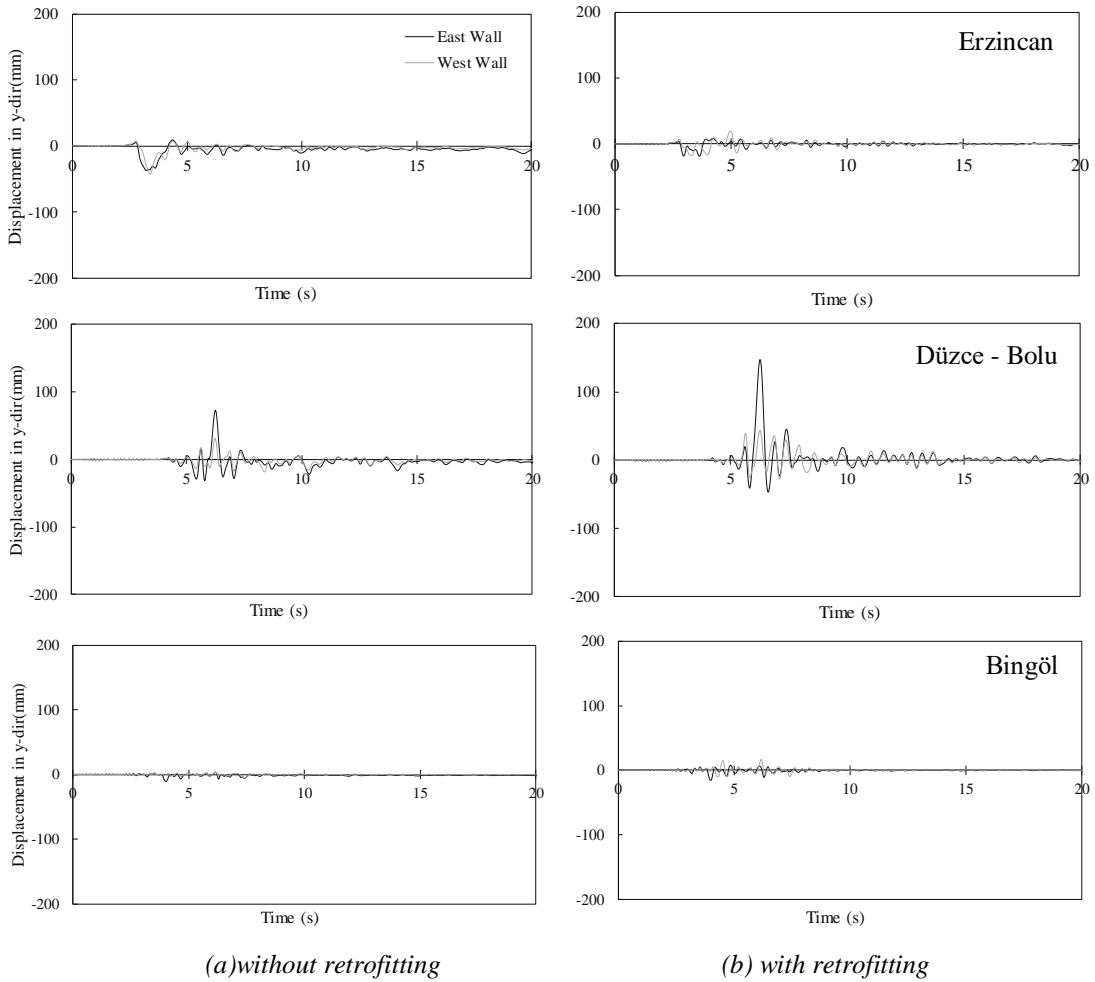 200
100
0
-100
-200
Displacement in y-dir(mm)
East Wall
West Wall
0 5 10 15 20
Time (s)
200
100
0
-100
-200
Erzincan
0 5 10 15 20
Time (s)
200
100
0
-100
-200
Displacement in y-dir(mm)
0 5 10 15 20
Time (s)
200
100
0
-100
-200
Düzce - Bolu
0 5 10 15 20
Time (s)
200
100
0
-100
-200
Displacement in y-dir(mm)
0 5 10 15 20
Time (s)
200
100
0
-100
-200
Bingöl
0 5 10 15 20
Time (s)
(a)without retrofitting
(b) with retrofitting